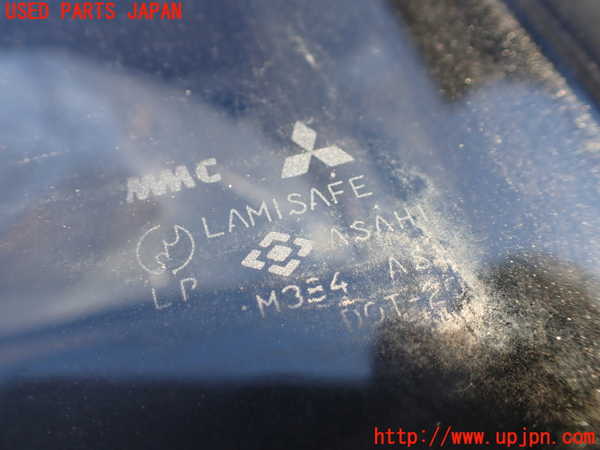 USED PARTS JAPAN
MMC
LAMISAFE
ASAHI
LP
M3E4
http://www.upjpn.com/